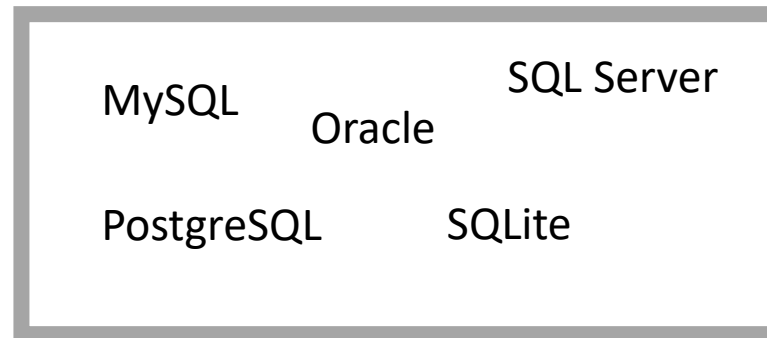 MySQL
SQL Server
Oracle
PostgreSQL
SQLite